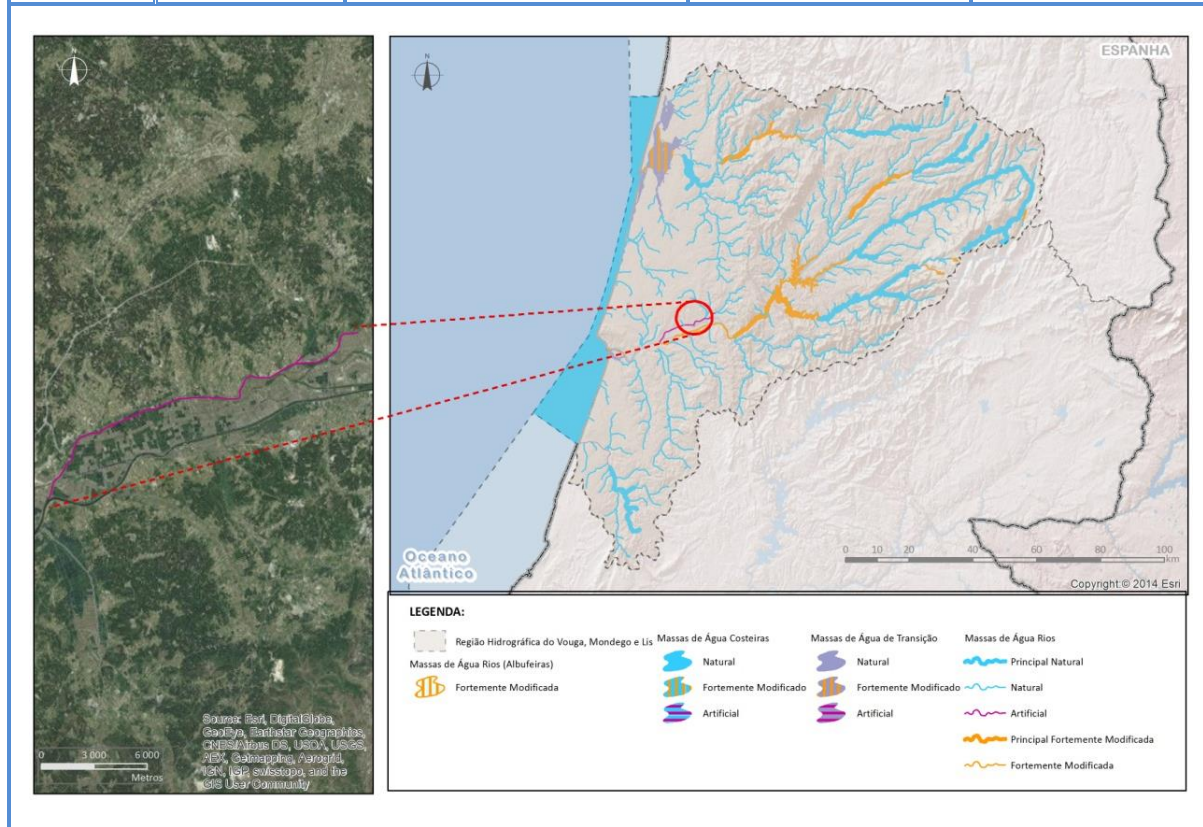 N
Source: Esri, DigitalGlobe,
GeoEye, Earthstar Geographics,
CNES/Airbus DS, USDA, USGS,
AEX, Getmapping, Aerogrid,
IGN, IGP, swisstopo, and the
GIS User Community
0 3 000 6 000
Metros
N
ESPANHA
Oceano
Atlântico
0 10 20 40 60 80 100
km
Copyright:© 2014 Esri
LEGENDA:
Região Hidrográfica do Vouga, Mondego e Lis
Massas de Água Rios (Albufeiras)
Fortemente Modificada
Massas de Água Costeiras
Natural
Fortemente Modificado
Artificial
Massas de Água de Transição
Natural
Fortemente Modificado
Artificial
Massas de Água Rios
Principal Natural
Natural
Artificial
Principal Fortemente Modificada
Fortemente Modificada